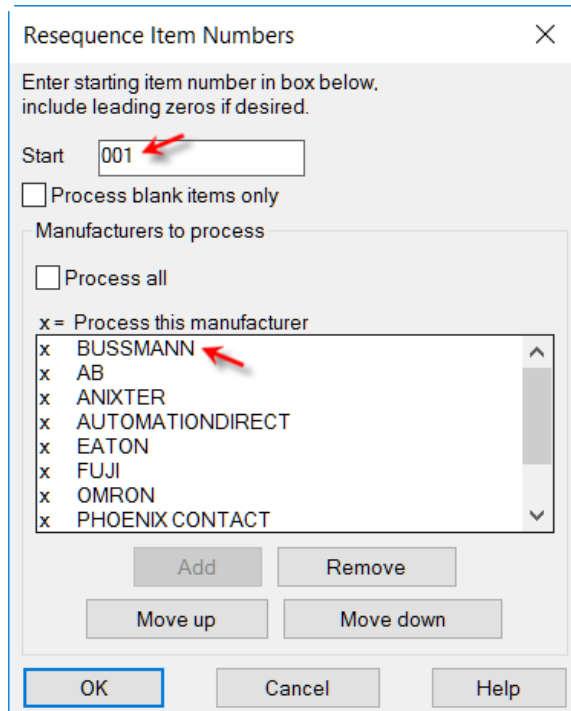 Resequence Item Numbers
Enter starting item number in box below,
include leading zeros if desired.
Start 001
Process blank items only
Manufacturers to process
Process all
x = Process this manufacturer
x BUSSMANN
x AB
x ANIXTER
x AUTOMATIONDIRECT
x EATON
x FUJI
x OMRON
x PHOENIX CONTACT
Add Remove
Move up Move down
OK Cancel Help